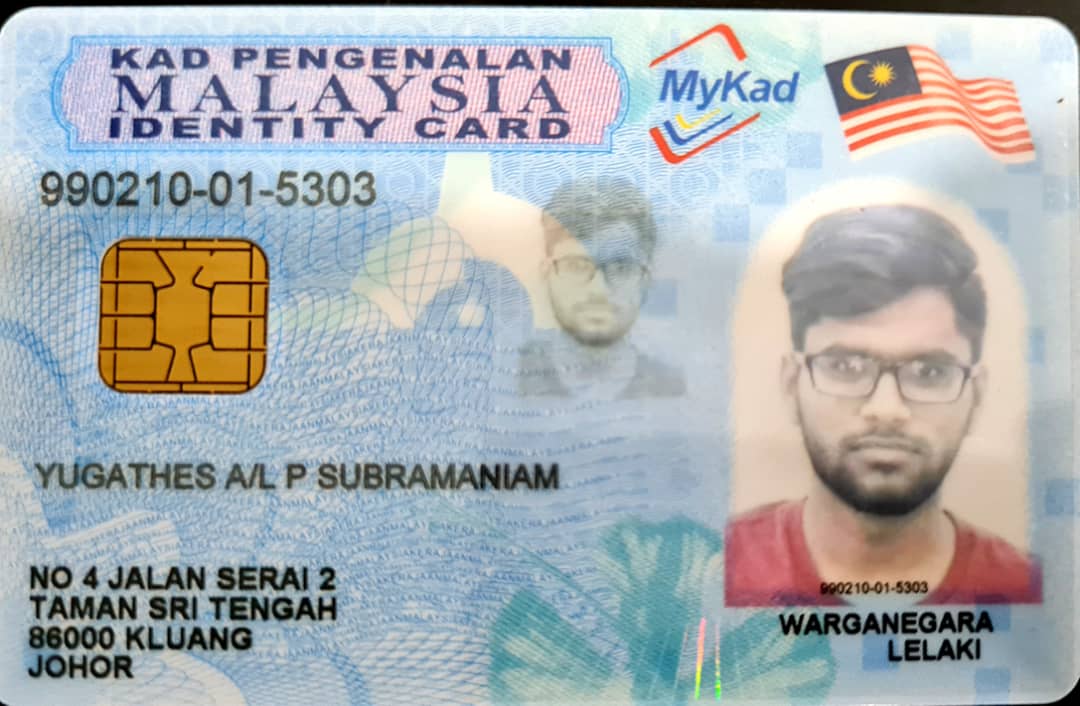 KAD PENGENALAN
MALAYSIA
IDENTITY CARD
MyKad
990210-01-5303
YUGATHES A/L P SUBRAMANIAM
NO 4 JALAN SERAI 2
TAMAN SRI TENGAH
86000 KLUANG
JOHOR
990210-01-5303
WARGANEGARA
LELAKI